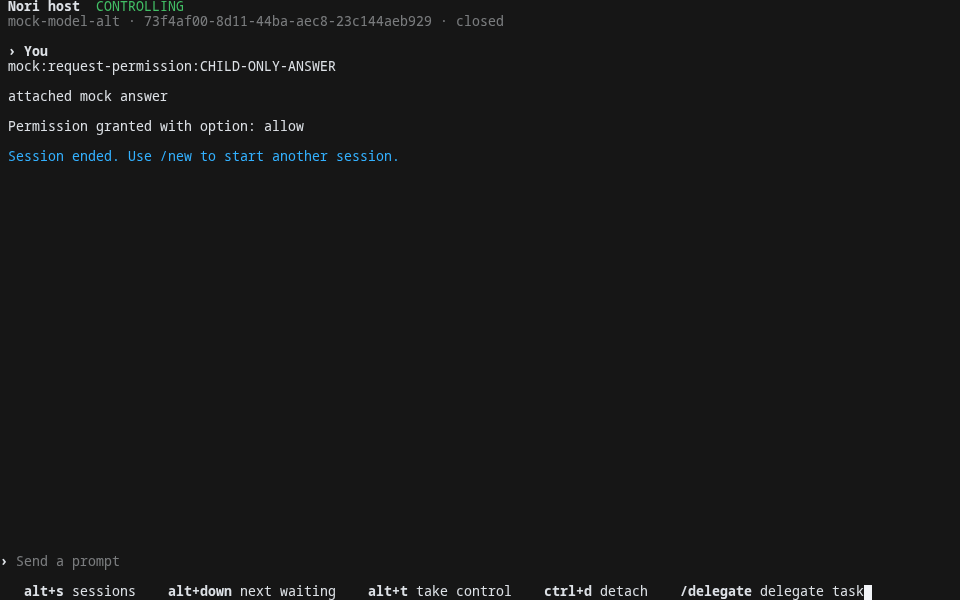 Nori host  CONTROLLING
mock-model-alt · 73f4af00-8d11-44ba-aec8-23c144aeb929 · closed
› You
mock:request-permission:CHILD-ONLY-ANSWER
attached mock answer
Permission granted with option: allow
Session ended. Use /new to start another session.
› Send a prompt
alt+s sessions    alt+down next waiting    alt+t take control    ctrl+d detach    /delegate delegate task